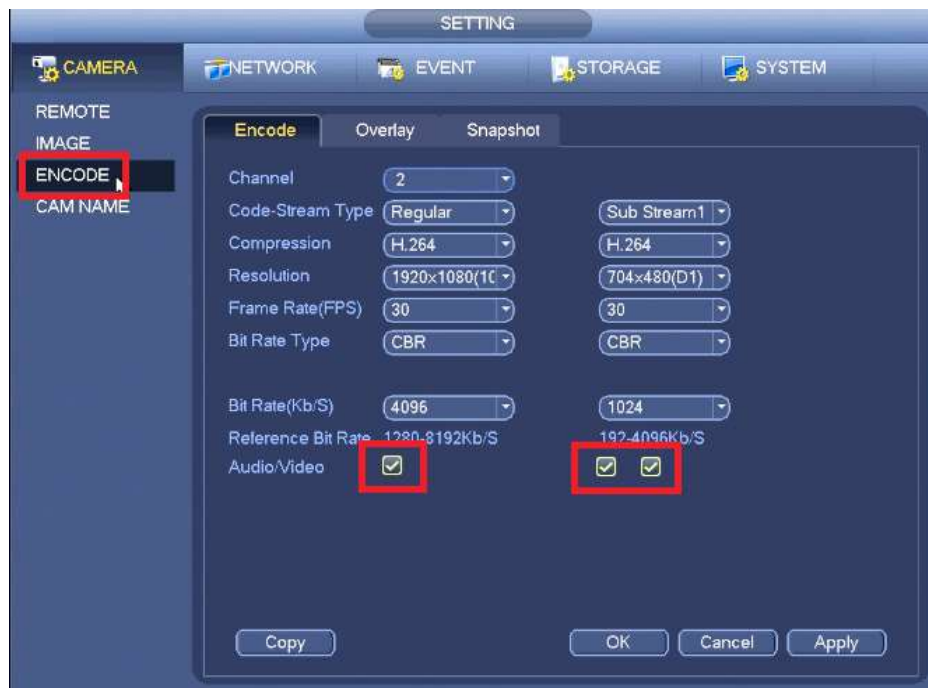 SETTING
CAMERA NETWORK EVENT STORAGE SYSTEM
REMOTE
IMAGE
ENCODE
CAM NAME
Encode Overlay Snapshot
Channel 2
Code-Stream Type Regular Sub Stream1
Compression H.264 H.264
Resolution 1920x1080(10 704x480(D1)
Frame Rate(FPS) 30 30
Bit Rate Type CBR CBR
Bit Rate(Kb/S) 4096 1024
Reference Bit Rate 1280-8192Kb/S 192-4096Kb/S
Audio/Video
Copy OK Cancel Apply